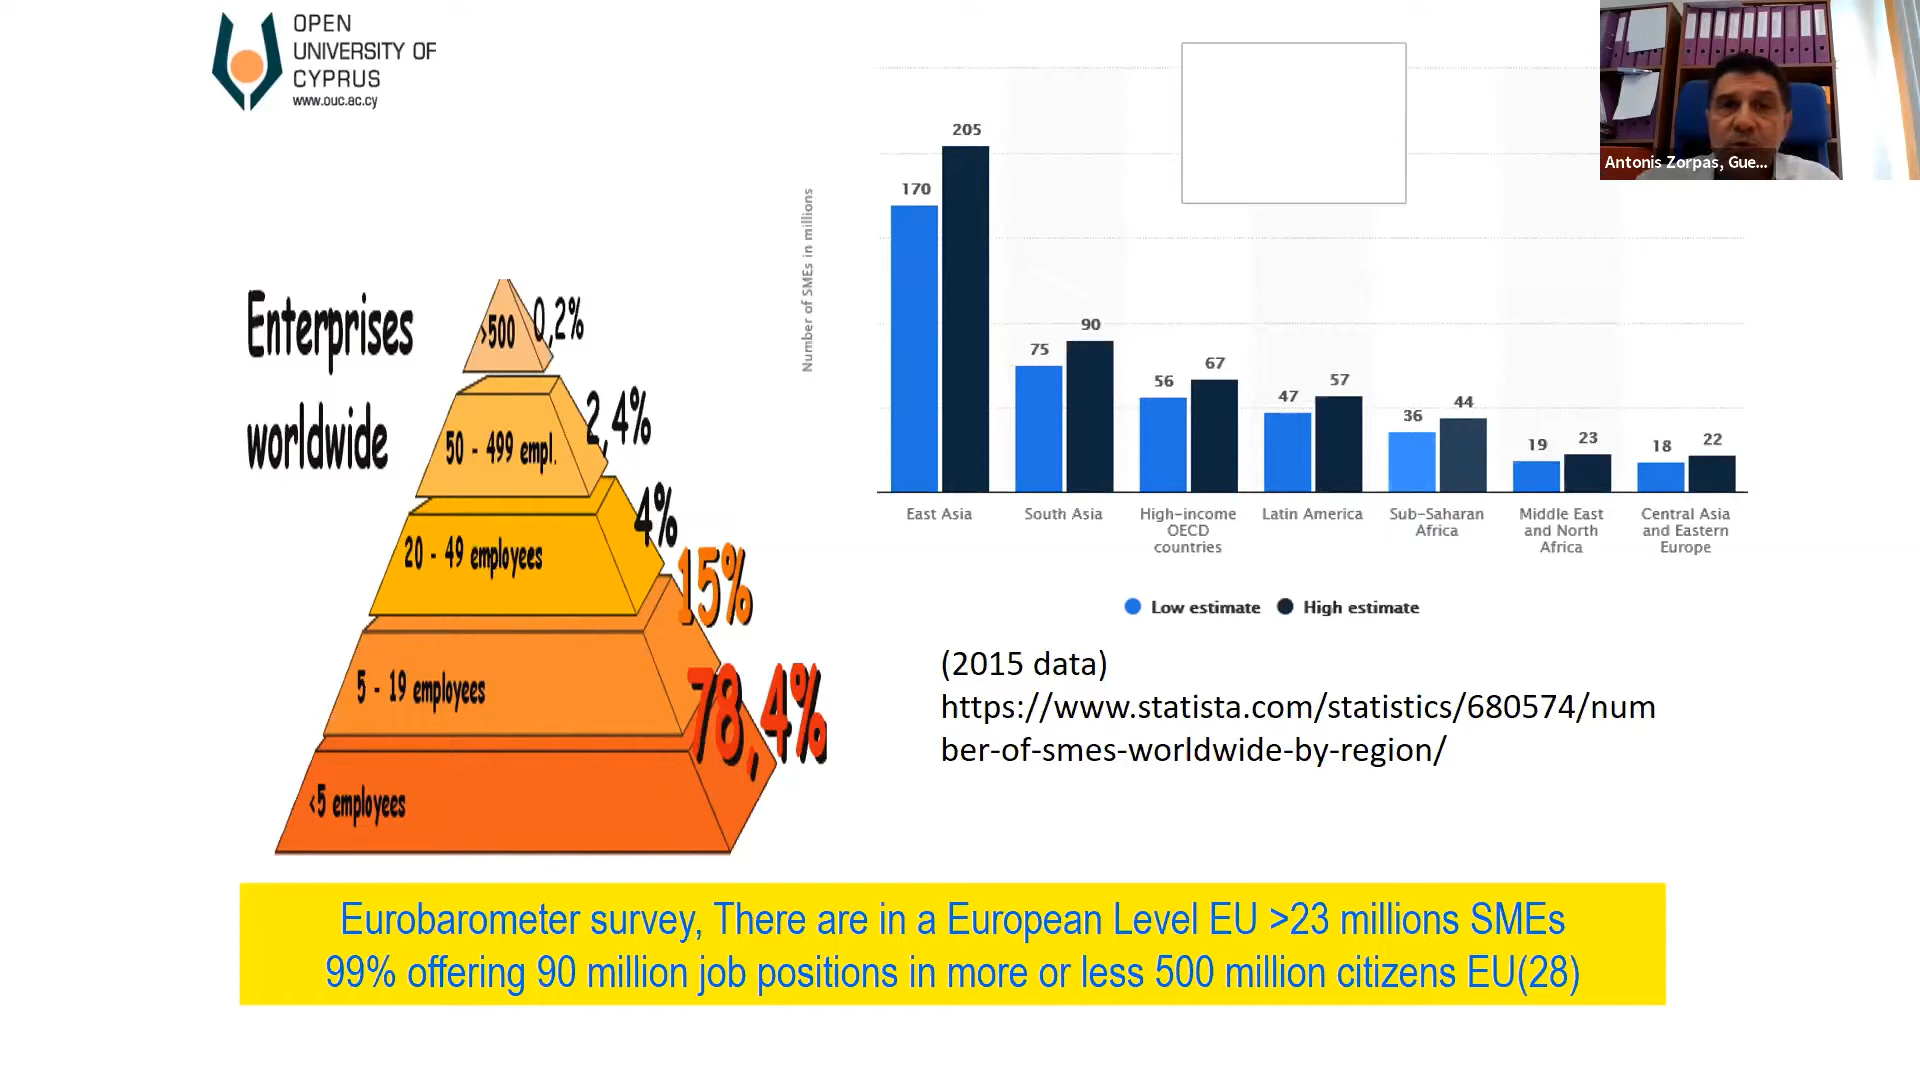 OPEN
UNIVERSITY OF
CYPRUS
www.ouc.ac.cy
Antonis Zorpas, Gue...
Enterprises
worldwide
>500
0,2%
50 - 499 empl.
2,4%
20 - 49 employees
4%
5 - 19 employees
15%
<5 employees
78,4%
Number of SMEs in millions
170
205
75
90
56
67
47
57
36
44
19
23
18
22
East Asia
South Asia
High-income
OECD
countries
Latin America
Sub-Saharan
Africa
Middle East
and North
Africa
Central Asia
and Eastern
Europe
Low estimate
High estimate
(2015 data)
https://www.statista.com/statistics/680574/num
ber-of-smes-worldwide-by-region/
Eurobarometer survey, There are in a European Level EU >23 millions SMEs
99% offering 90 million job positions in more or less 500 million citizens EU(28)